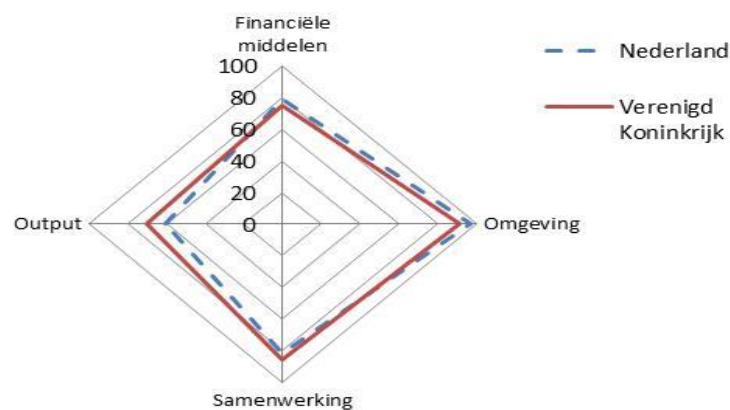 Financiële
middelen
100
80
60
40
20
0
Output
Omgeving
Samenwerking
Nederland
Verenigd
Koninkrijk